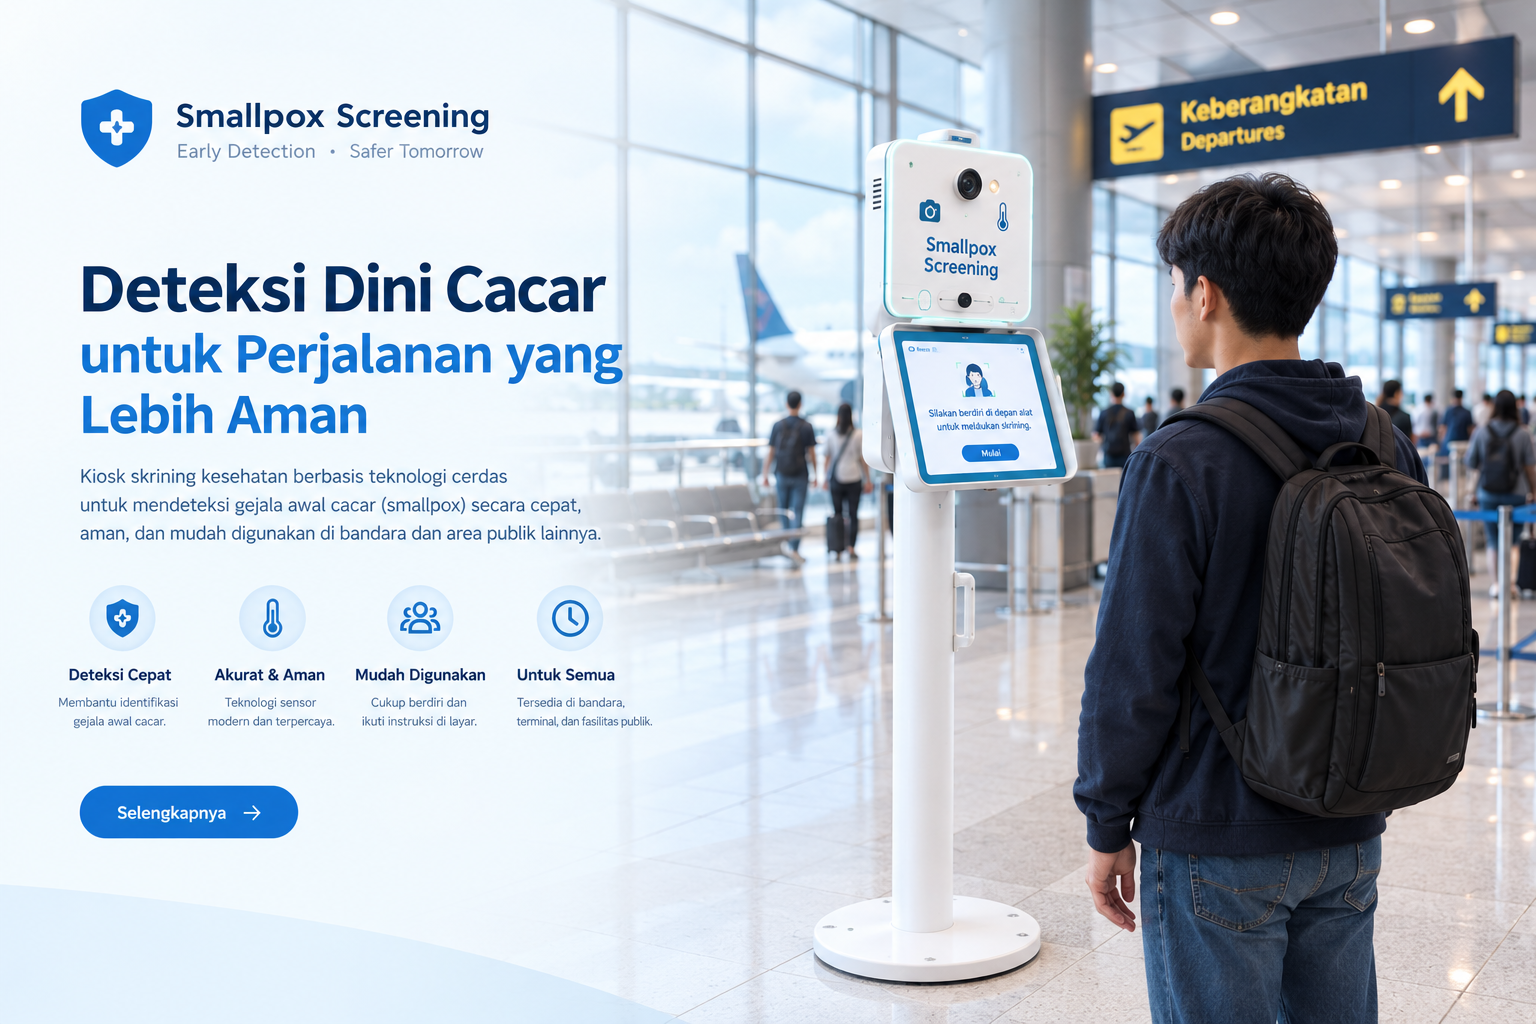 Smallpox Screening
Early Detection • Safer Tomorrow
Deteksi Dini Cacar
untuk Perjalanan yang
Lebih Aman
Kiosk skrining kesehatan berbasis teknologi cerdas
untuk mendeteksi gejala awal cacar (smallpox) secara cepat,
aman, dan mudah digunakan di bandara dan area publik lainnya.
Deteksi Cepat
Membantu identifikasi
gejala awal cacar.
Akurat & Aman
Teknologi sensor
modern dan terpercaya.
Mudah Digunakan
Cukup berdiri dan
ikuti instruksi di layar.
Untuk Semua
Tersedia di bandara,
terminal, dan fasilitas publik.
Selengkapnya →
Keberangkatan
Departures
Smallpox
Screening
Silakan berdiri di depan alat
untuk melakukan skrining.
Mulai